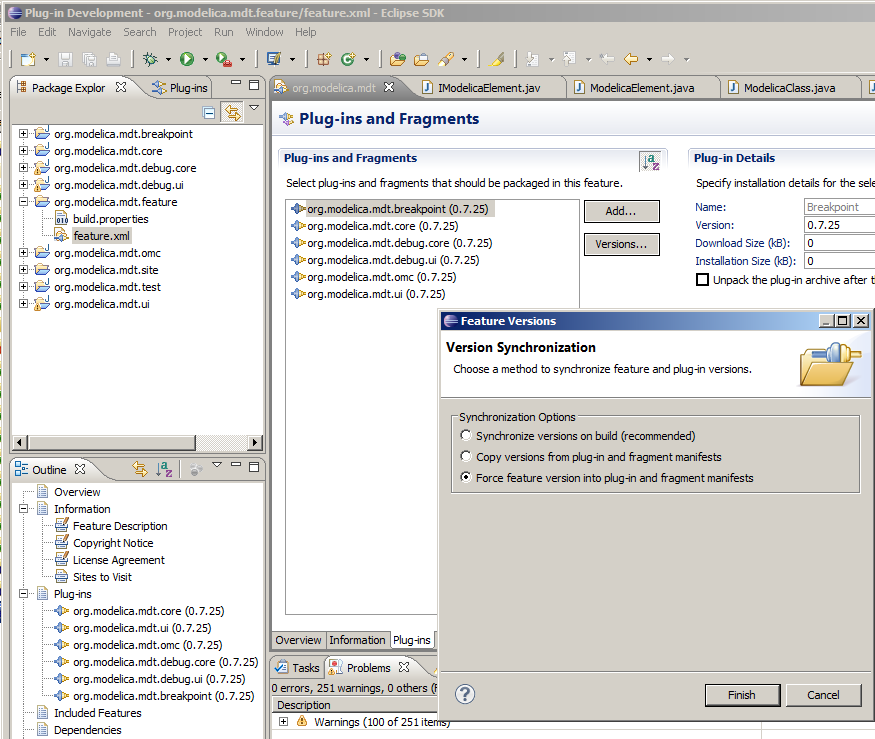 Plug-in Development - org.modelica.mdt.feature/feature.xml - Eclipse SDK
File Edit Navigate Search Project Run Window Help
Package Explor
Plug-ins
org.modelica.mdt.breakpoint
org.modelica.mdt.core
org.modelica.mdt.debug.core
org.modelica.mdt.debug.ui
org.modelica.mdt.feature
build.properties
feature.xml
org.modelica.mdt.omc
org.modelica.mdt.site
org.modelica.mdt.test
org.modelica.mdt.ui
Outline
Overview
Information
Feature Description
Copyright Notice
License Agreement
Sites to Visit
Plug-ins
org.modelica.mdt.core (0.7.25)
org.modelica.mdt.ui (0.7.25)
org.modelica.mdt.omc (0.7.25)
org.modelica.mdt.debug.core (0.7.25)
org.modelica.mdt.debug.ui (0.7.25)
org.modelica.mdt.breakpoint (0.7.25)
Included Features
Dependencies
org.modelica.mdt
IModelicaElement.jav
ModelicaElement.java
ModelicaClass.java
Plug-ins and Fragments
Plug-ins and Fragments
Select plug-ins and fragments that should be packaged in this feature.
org.modelica.mdt.breakpoint (0.7.25)
org.modelica.mdt.core (0.7.25)
org.modelica.mdt.debug.core (0.7.25)
org.modelica.mdt.debug.ui (0.7.25)
org.modelica.mdt.omc (0.7.25)
org.modelica.mdt.ui (0.7.25)
Add...
Versions...
Plug-in Details
Specify installation details for the sele
Name: Breakpoint
Version: 0.7.25
Download Size (kB): 0
Installation Size (kB): 0
Unpack the plug-in archive after t
Feature Versions
Version Synchronization
Choose a method to synchronize feature and plug-in versions.
Synchronization Options
Synchronize versions on build (recommended)
Copy versions from plug-in and fragment manifests
Force feature version into plug-in and fragment manifests
Finish
Cancel
Overview Information Plug-ins
Tasks
Problems
0 errors, 251 warnings, 0 others (F
Description
Warnings (100 of 251 items)